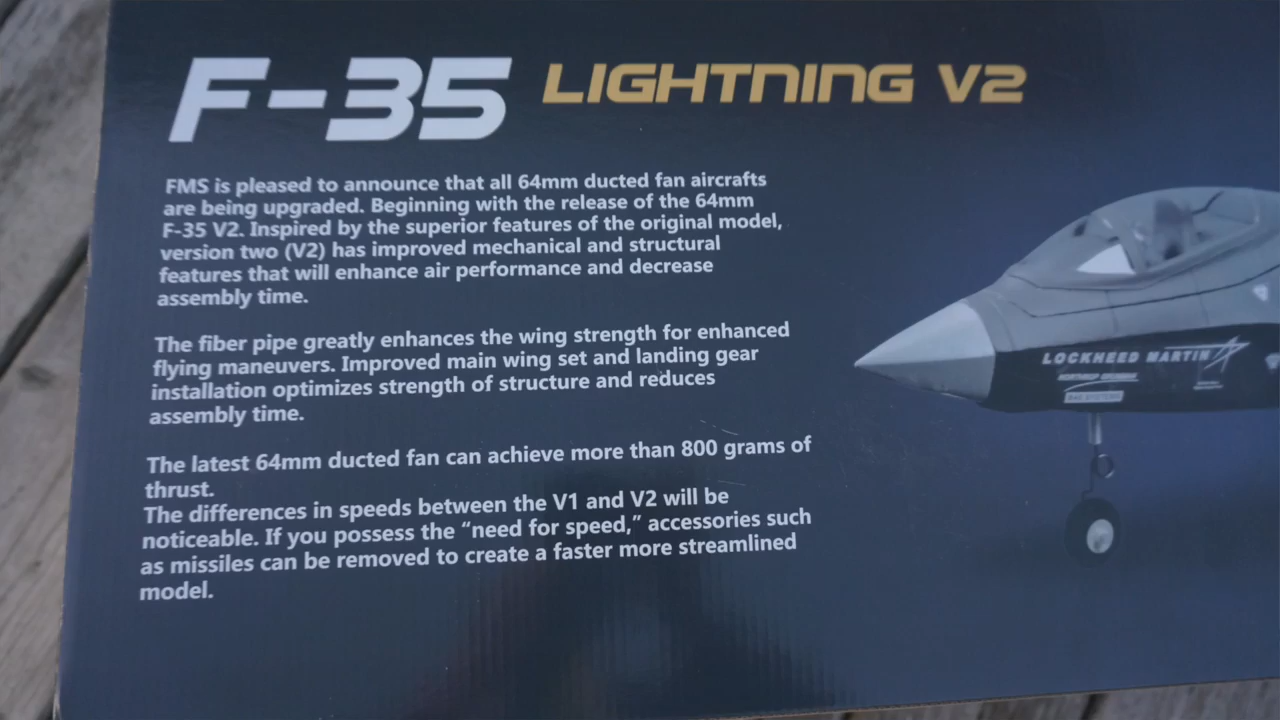 F-35 LIGHTNING V2
FMS is pleased to announce that all 64mm ducted fan aircrafts
are being upgraded. Beginning with the release of the 64mm
F-35 V2. Inspired by the superior features of the original model,
version two (V2) has improved mechanical and structural
features that will enhance air performance and decrease
assembly time.
The fiber pipe greatly enhances the wing strength for enhanced
flying maneuvers. Improved main wing set and landing gear
installation optimizes strength of structure and reduces
assembly time.
The latest 64mm ducted fan can achieve more than 800 grams of
thrust.
The differences in speeds between the V1 and V2 will be
noticeable. If you possess the “need for speed,” accessories such
as missiles can be removed to create a faster more streamlined
model.
LOCKHEED MARTIN
BAE SYSTEMS